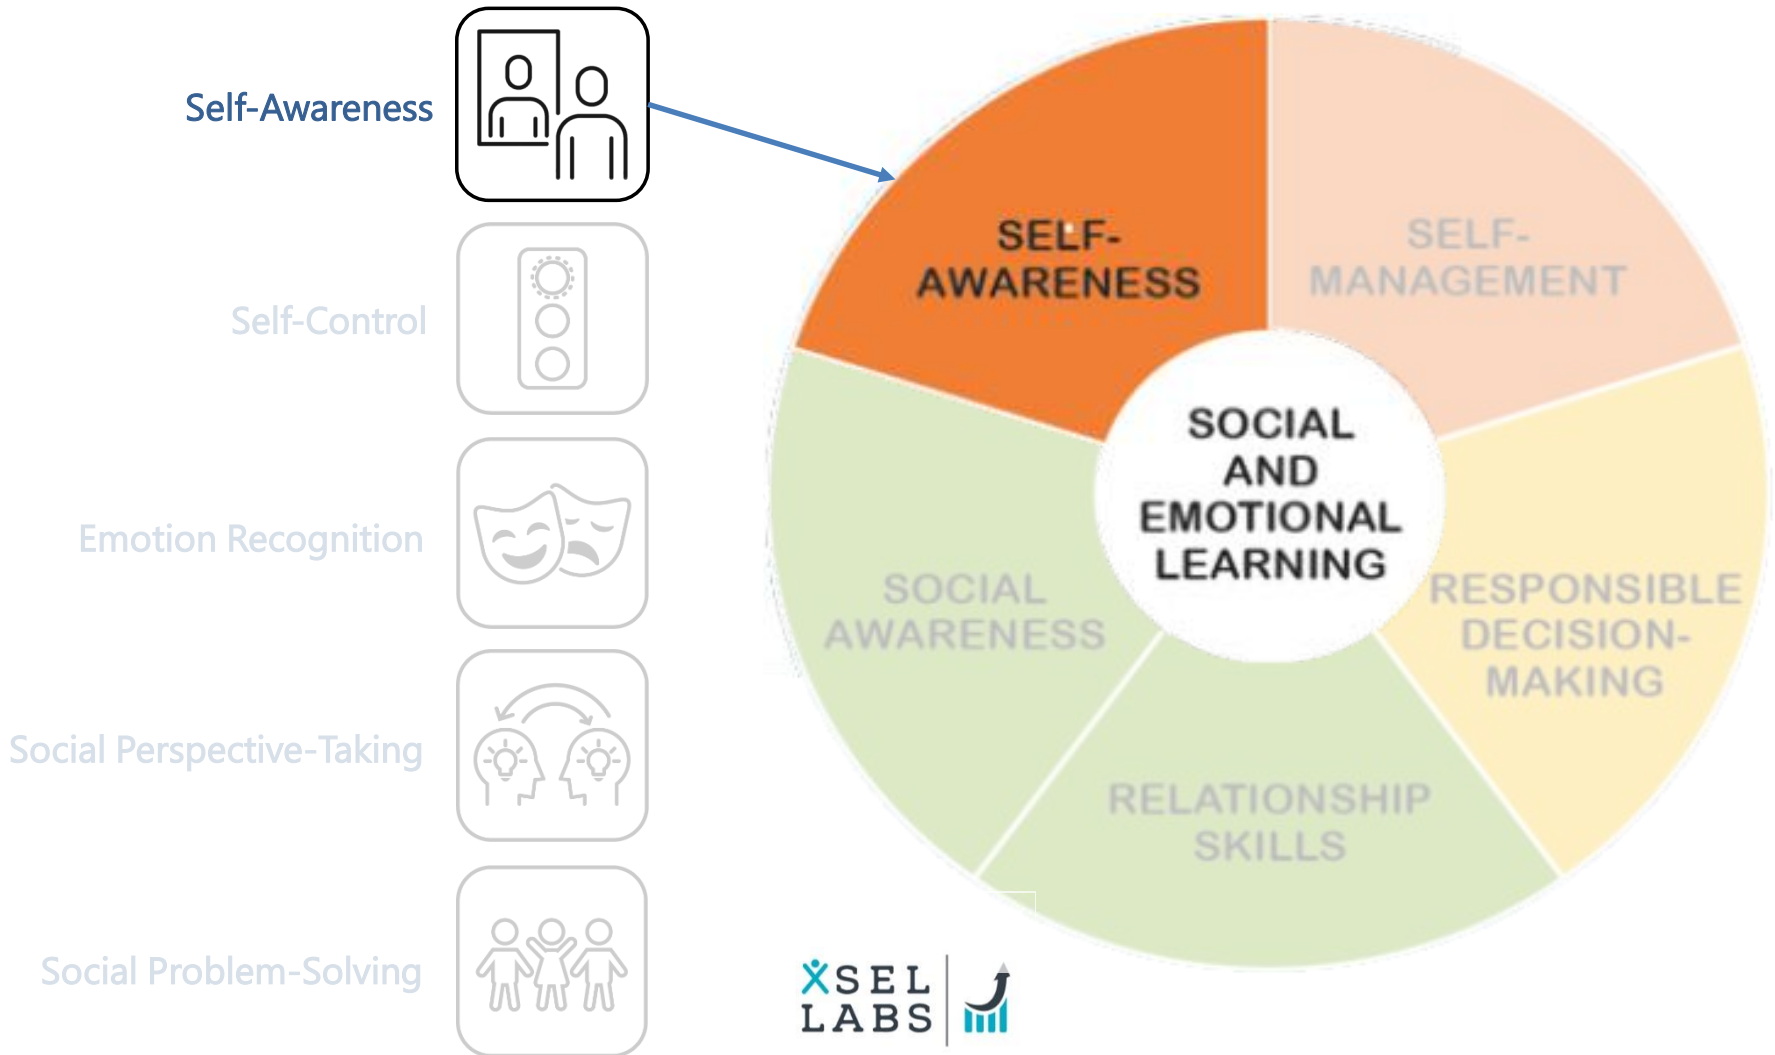 Self-Awareness
Self-Control
Emotion Recognition
Social Perspective-Taking
Social Problem-Solving
SELF-
AWARENESS
SELF-
MANAGEMENT
SOCIAL
AND
EMOTIONAL
LEARNING
SOCIAL
AWARENESS
RESPONSIBLE
DECISION-
MAKING
RELATIONSHIP
SKILLS
XSEL
LABS